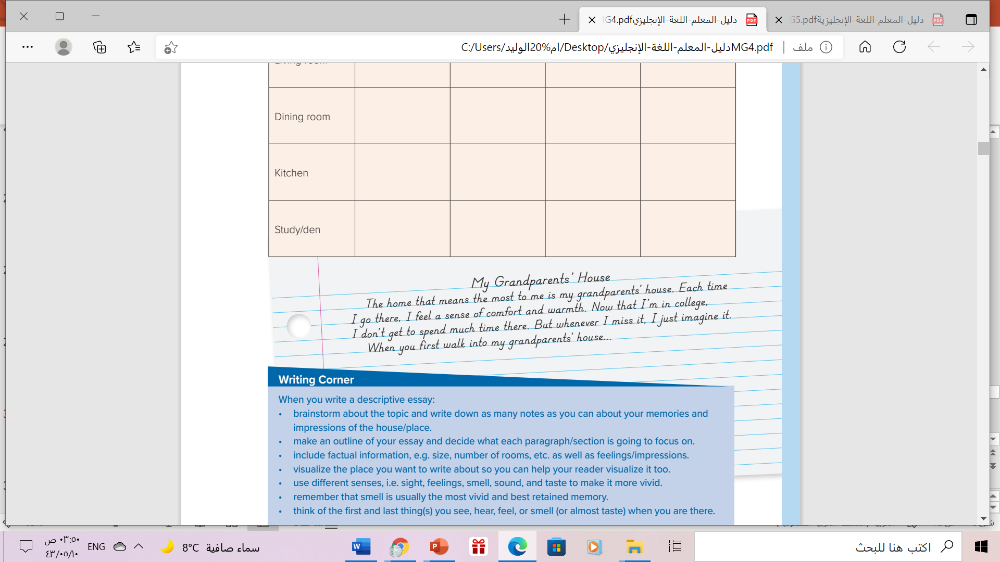 دليل-المعلم-اللغة-الإنجليزيG4.pdf
دليل-المعلم-اللغة-الإنجليزيةG5.pdf
C:/Users/ام%20الوليد/Desktop/دليل-المعلم-اللغة-الإنجليزيMG4.pdf
ملف
Living room
Dining room
Kitchen
Study/den
My Grandparents' House
The home that means the most to me is my grandparents' house. Each time
I go there, I feel a sense of comfort and warmth. Now that I'm in college,
I don't get to spend much time there. But whenever I miss it, I just imagine it.
When you first walk into my grandparents' house...
Writing Corner
When you write a descriptive essay:
• brainstorm about the topic and write down as many notes as you can about your memories and
impressions of the house/place.
• make an outline of your essay and decide what each paragraph/section is going to focus on.
• include factual information, e.g. size, number of rooms, etc. as well as feelings/impressions.
• visualize the place you want to write about so you can help your reader visualize it too.
• use different senses, i.e. sight, feelings, smell, sound, and taste to make it more vivid.
• remember that smell is usually the most vivid and best retained memory.
• think of the first and last thing(s) you see, hear, feel, or smell (or almost taste) when you are there.
٠٣:٥٠ ص
٤٣/٠٥/١٠
ENG
8°C سماء صافية
اكتب هنا للبحث